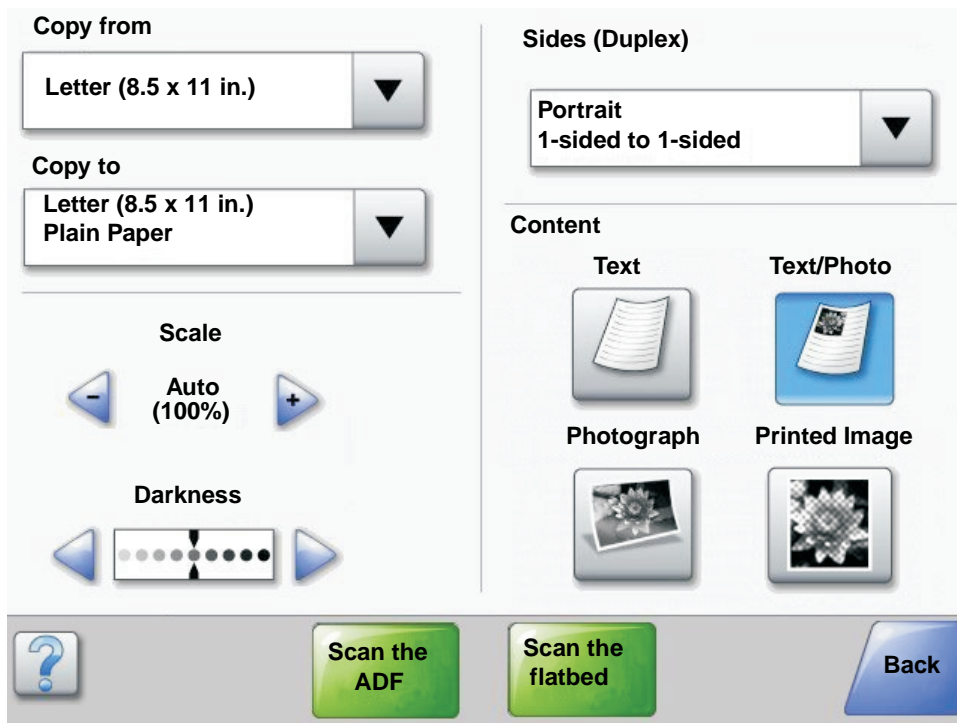 Copy from
Letter (8.5 x 11 in.)
Copy to
Letter (8.5 x 11 in.)
Plain Paper
Scale
-
Auto
+
(100%)
Darkness
Sides (Duplex)
Portrait
1-sided to 1-sided
Content
Text
Text/Photo
Photograph
Printed Image
?
Scan the
ADF
Scan the
flatbed
Back